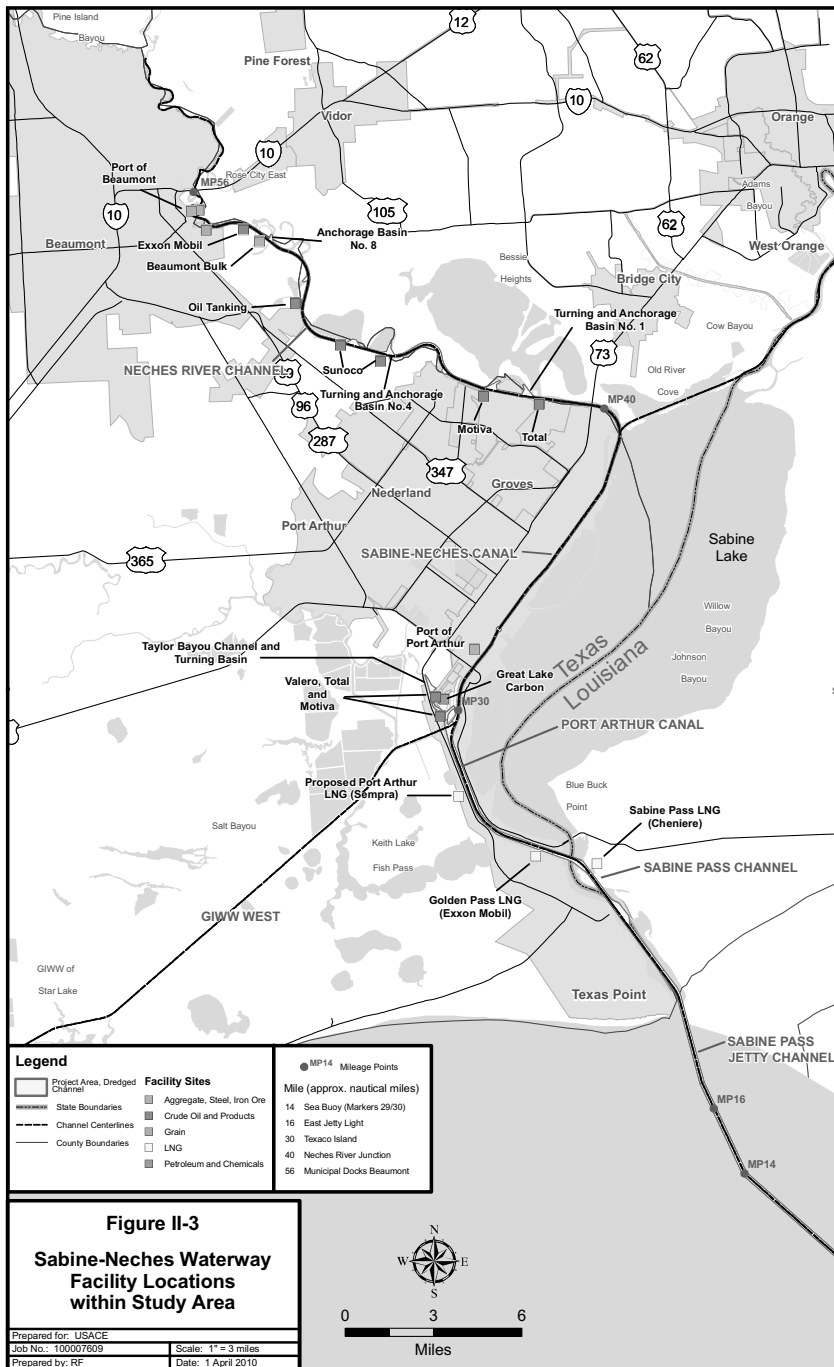 Pine Island
Bayou
12
Pine Forest
62
10
Vidor
Orange
10
Port of
Beaumont
MP56
Rose City East
Adams
Bayou
10
105
62
Anchorage Basin
No. 8
Beaumont
Exxon Mobil
Beaumont Bulk
West Orange
Bessie
Heights
Bridge City
Oil Tanking
Turning and Anchorage
Basin No. 1
Cow Bayou
73
Old River
Cove
NECHES RIVER CHANNEL
Sunoco
96
Turning and Anchorage
Basin No.4
MP40
Motiva
Total
287
347
Nederland
Groves
Port Arthur
Sabine
Lake
SABINE-NECHES CANAL
365
Willow
Bayou
Port of
Port Arthur
Taylor Bayou Channel and
Turning Basin
Johnson
Bayou
Texas
Louisiana
Great Lake
Carbon
Valero, Total
and
Motiva
MP30
PORT ARTHUR CANAL
Proposed Port Arthur
LNG (Sempra)
Blue Buck
Point
Sabine Pass LNG
(Cheniere)
Salt Bayou
Keith Lake
Fish Pass
SABINE PASS CHANNEL
Golden Pass LNG
(Exxon Mobil)
GIWW WEST
GIWW of
Star Lake
Texas Point
SABINE PASS
JETTY CHANNEL
MP16
MP14
Legend
Project Area, Dredged
Channel
State Boundaries
Channel Centerlines
County Boundaries
Facility Sites
Aggregate, Steel, Iron Ore
Crude Oil and Products
Grain
LNG
Petroleum and Chemicals
MP14 Mileage Points
Mile (approx. nautical miles)
14 Sea Buoy (Markers 29/30)
16 East Jetty Light
30 Texaco Island
40 Neches River Junction
56 Municipal Docks Beaumont
Figure II-3
Sabine-Neches Waterway
Facility Locations
within Study Area
Prepared for: USACE
Job No.: 100007609 Scale: 1" = 3 miles
Prepared by: RF Date: 1 April 2010
N
W E
S
0 3 6
Miles